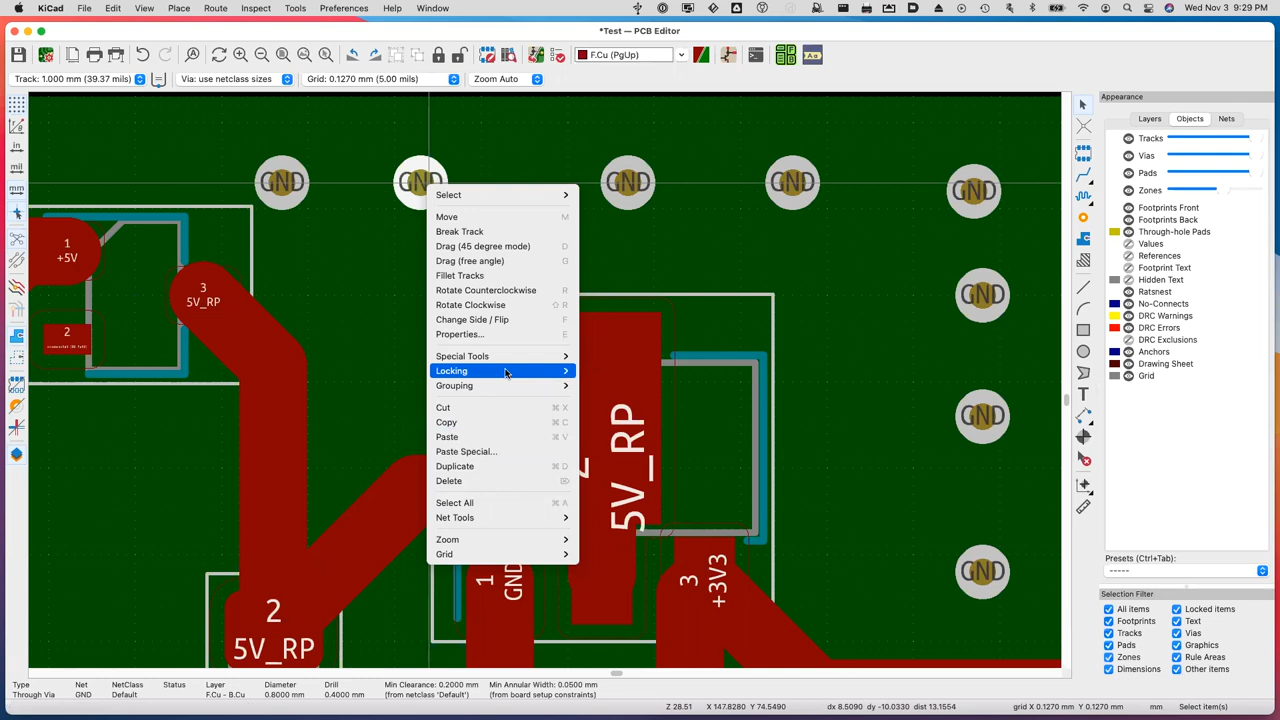 KiCad File Edit View Place Route Inspect Tools Preferences Help Window Wed Nov 3 9:29 PM
*Test — PCB Editor
F.Cu (PgUp)
Track: 1.000 mm (39.37 mils) Via: use netclass sizes Grid: 0.1270 mm (5.00 mils) Zoom Auto
in
mil
mm
GND GND GND GND GND
GND
GND
GND
1
+5V
3
5V_RP
2
2
5V_RP
2
5V_RP
1
GND
3
+3V3
Select
Move M
Break Track
Drag (45 degree mode) D
Drag (free angle) G
Fillet Tracks
Rotate Counterclockwise R
Rotate Clockwise ⇧ R
Change Side / Flip F
Properties... E
Special Tools
Locking
Grouping
Cut ⌘ X
Copy ⌘ C
Paste ⌘ V
Paste Special...
Duplicate ⌘ D
Delete ⌦
Select All ⌘ A
Net Tools
Zoom
Grid
Appearance
Layers Objects Nets
Tracks
Vias
Pads
Zones
Footprints Front
Footprints Back
Through-hole Pads
Values
References
Footprint Text
Hidden Text
Ratsnest
No-Connects
DRC Warnings
DRC Errors
DRC Exclusions
Anchors
Drawing Sheet
Grid
Presets (Ctrl+Tab):
-----
Selection Filter
All items Locked items
Footprints Text
Tracks Vias
Pads Graphics
Zones Rule Areas
Dimensions Other items
Type Net NetClass Status Layer Diameter Drill Min Clearance: 0.2000 mm Min Annular Width: 0.0500 mm
Through Via GND Default F.Cu - B.Cu 0.8000 mm 0.4000 mm (from netclass 'Default') (from board setup constraints)
Z 28.51 X 147.8280 Y 74.5490 dx 8.5090 dy -10.0330 dist 13.1554 grid X 0.1270 mm Y 0.1270 mm mm Select item(s)